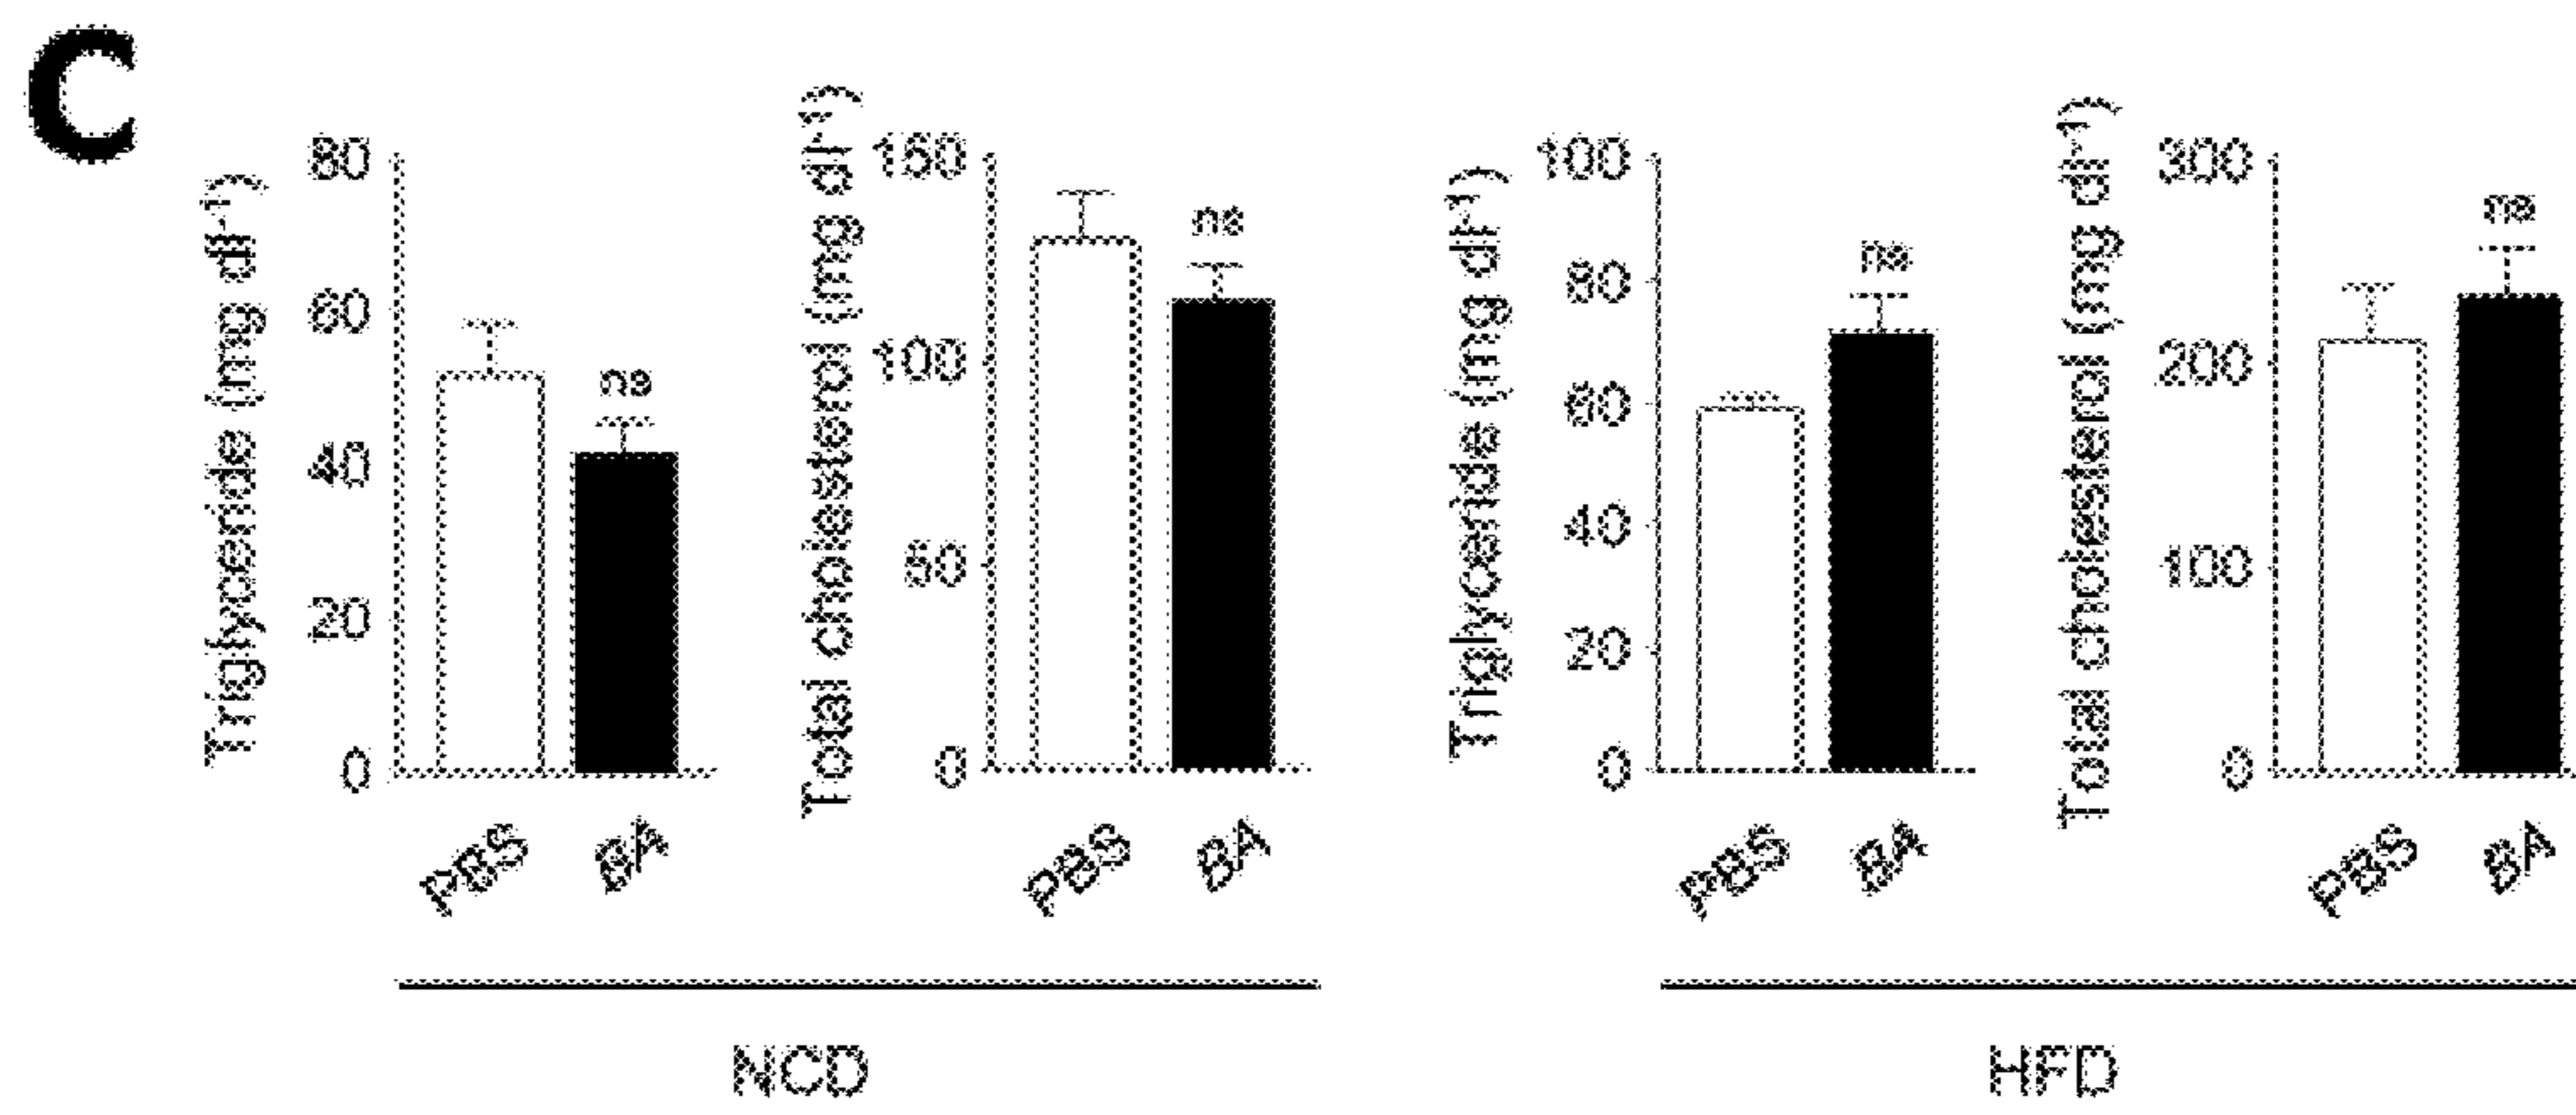 C
Triglyceride (mg dl⁻¹)
80
60
40
20
0
ns
PBS
BA
Total cholesterol (mg dl⁻¹)
150
100
50
0
ns
PBS
BA
NCD
Triglyceride (mg dl⁻¹)
100
80
60
40
20
0
ns
PBS
BA
Total cholesterol (mg dl⁻¹)
300
200
100
0
ns
PBS
BA
HFD